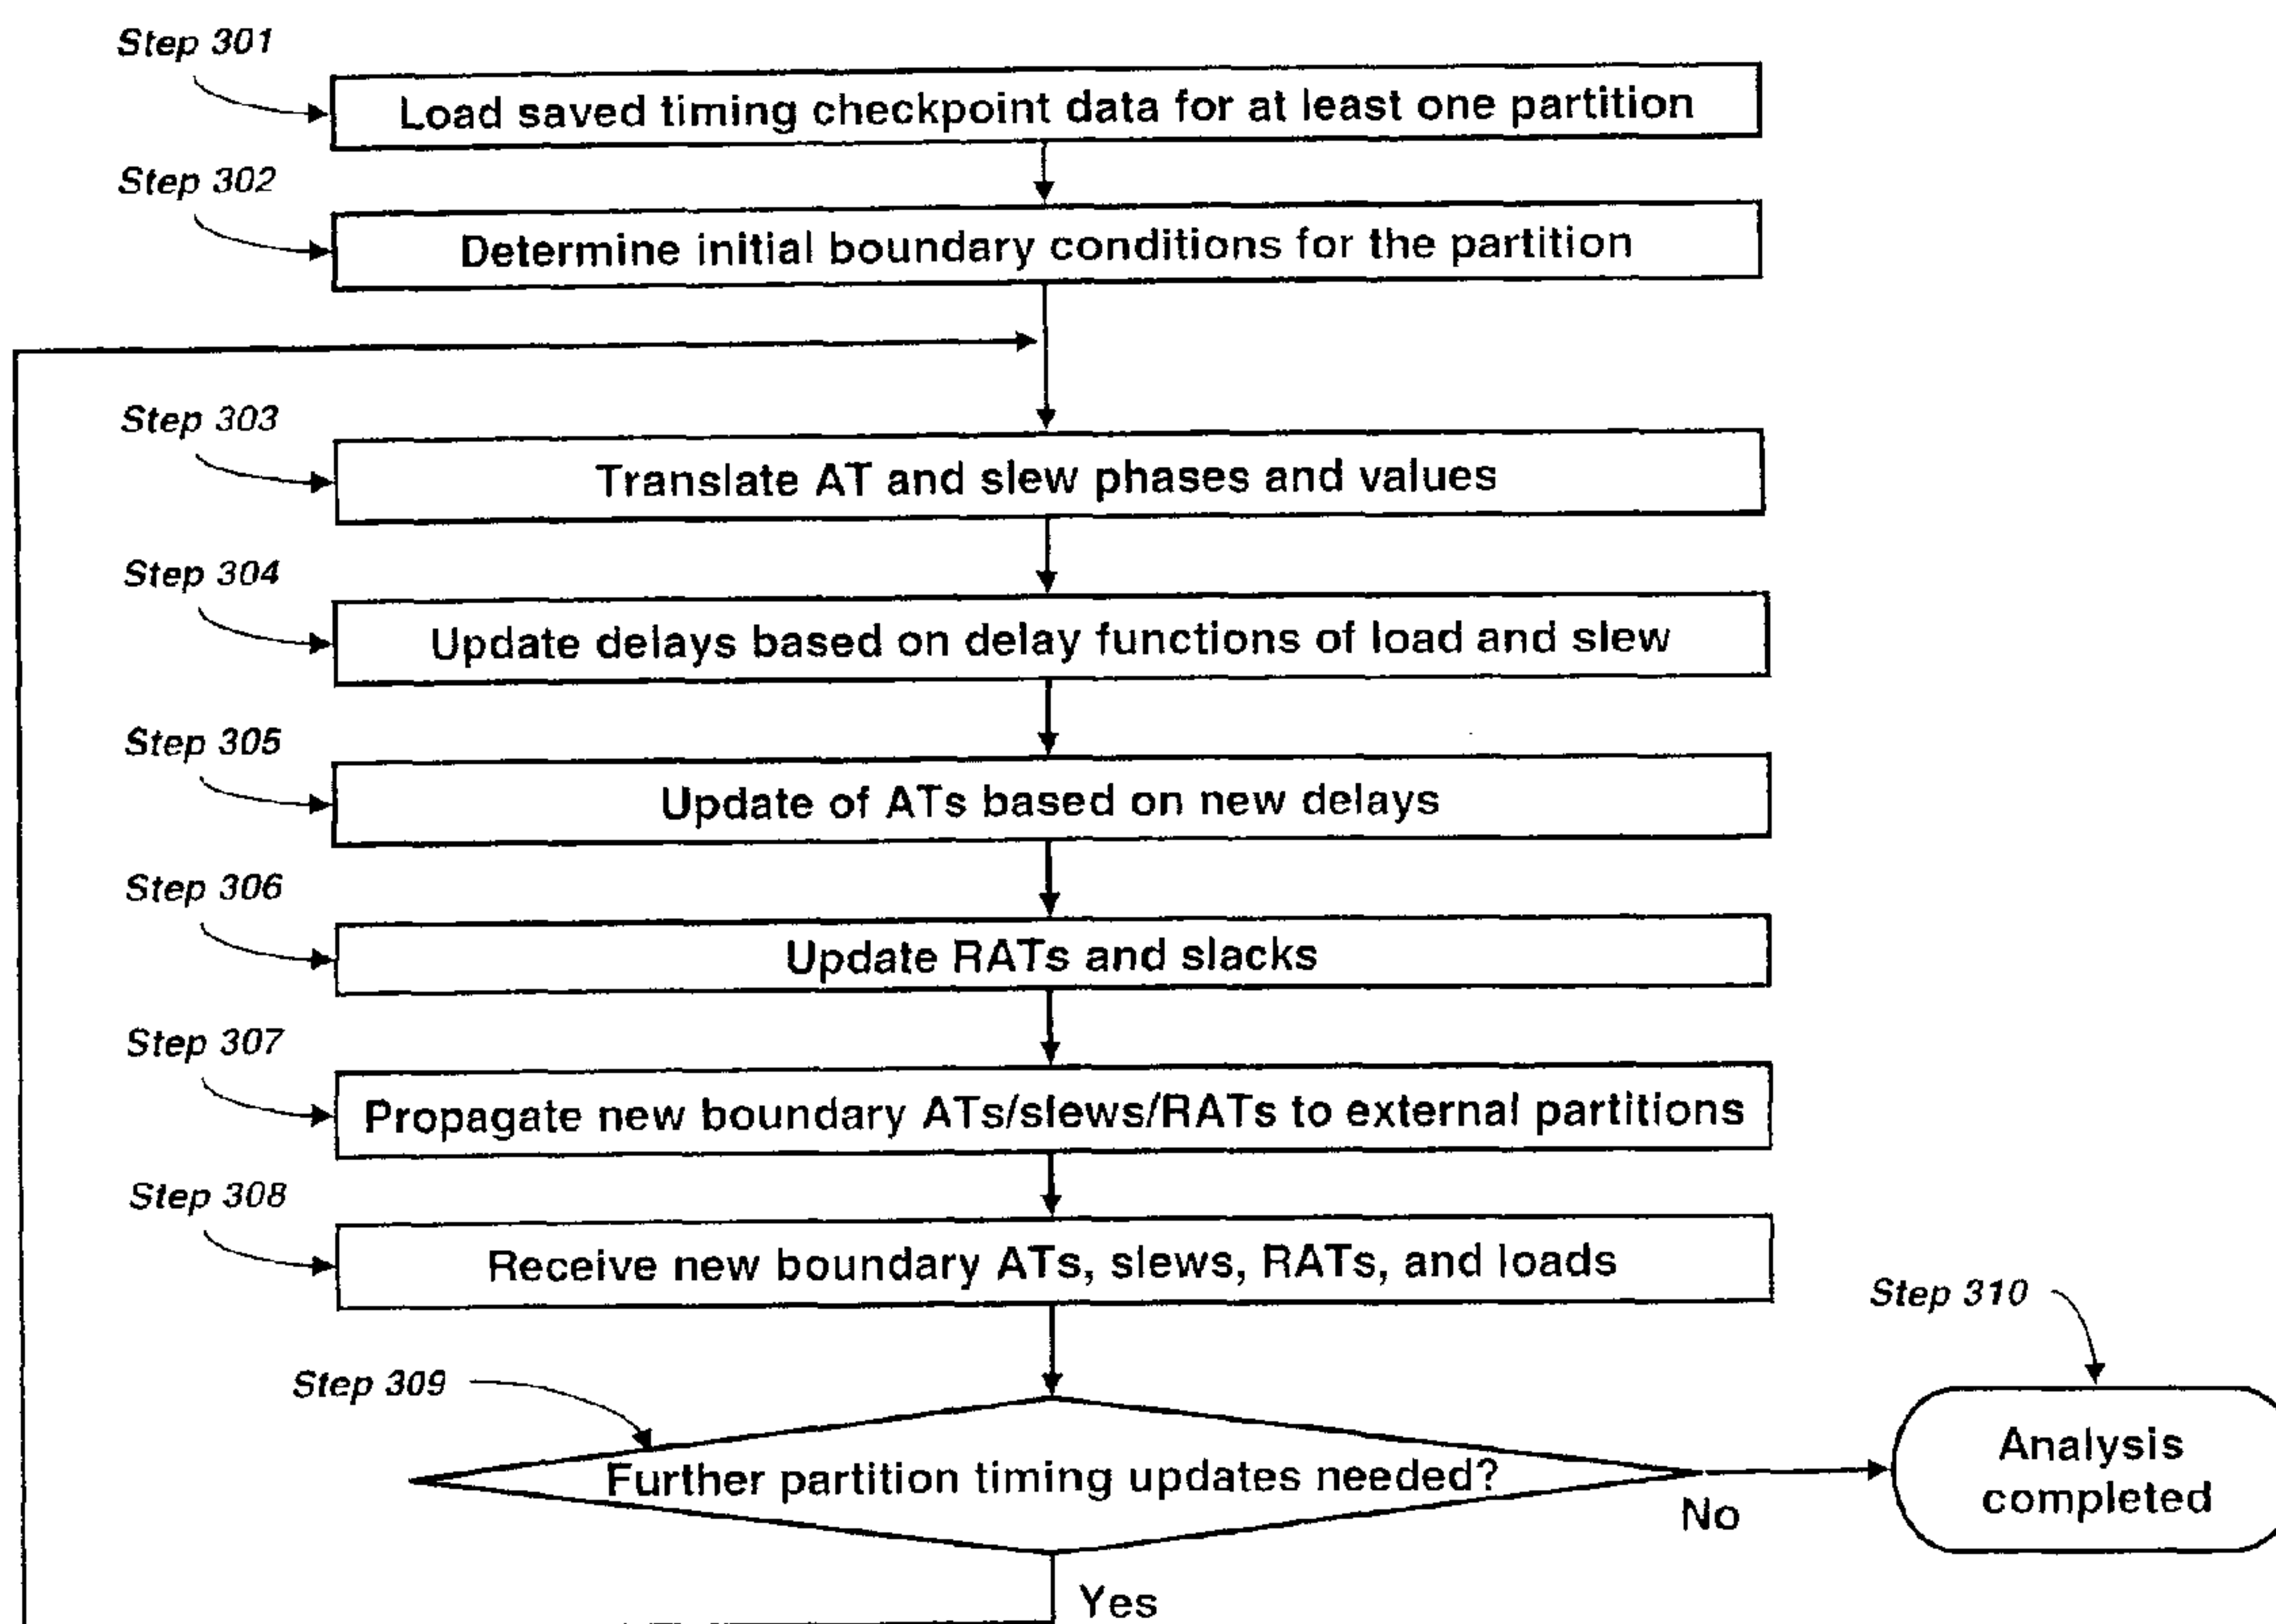 Step 301
Load saved timing checkpoint data for at least one partition
Step 302
Determine initial boundary conditions for the partition
Step 303
Translate AT and slew phases and values
Step 304
Update delays based on delay functions of load and slew
Step 305
Update of ATs based on new delays
Step 306
Update RATs and slacks
Step 307
Propagate new boundary ATs/slews/RATs to external partitions
Step 308
Receive new boundary ATs, slews, RATs, and loads
Step 309
Further partition timing updates needed?
No
Yes
Step 310
Analysis
completed